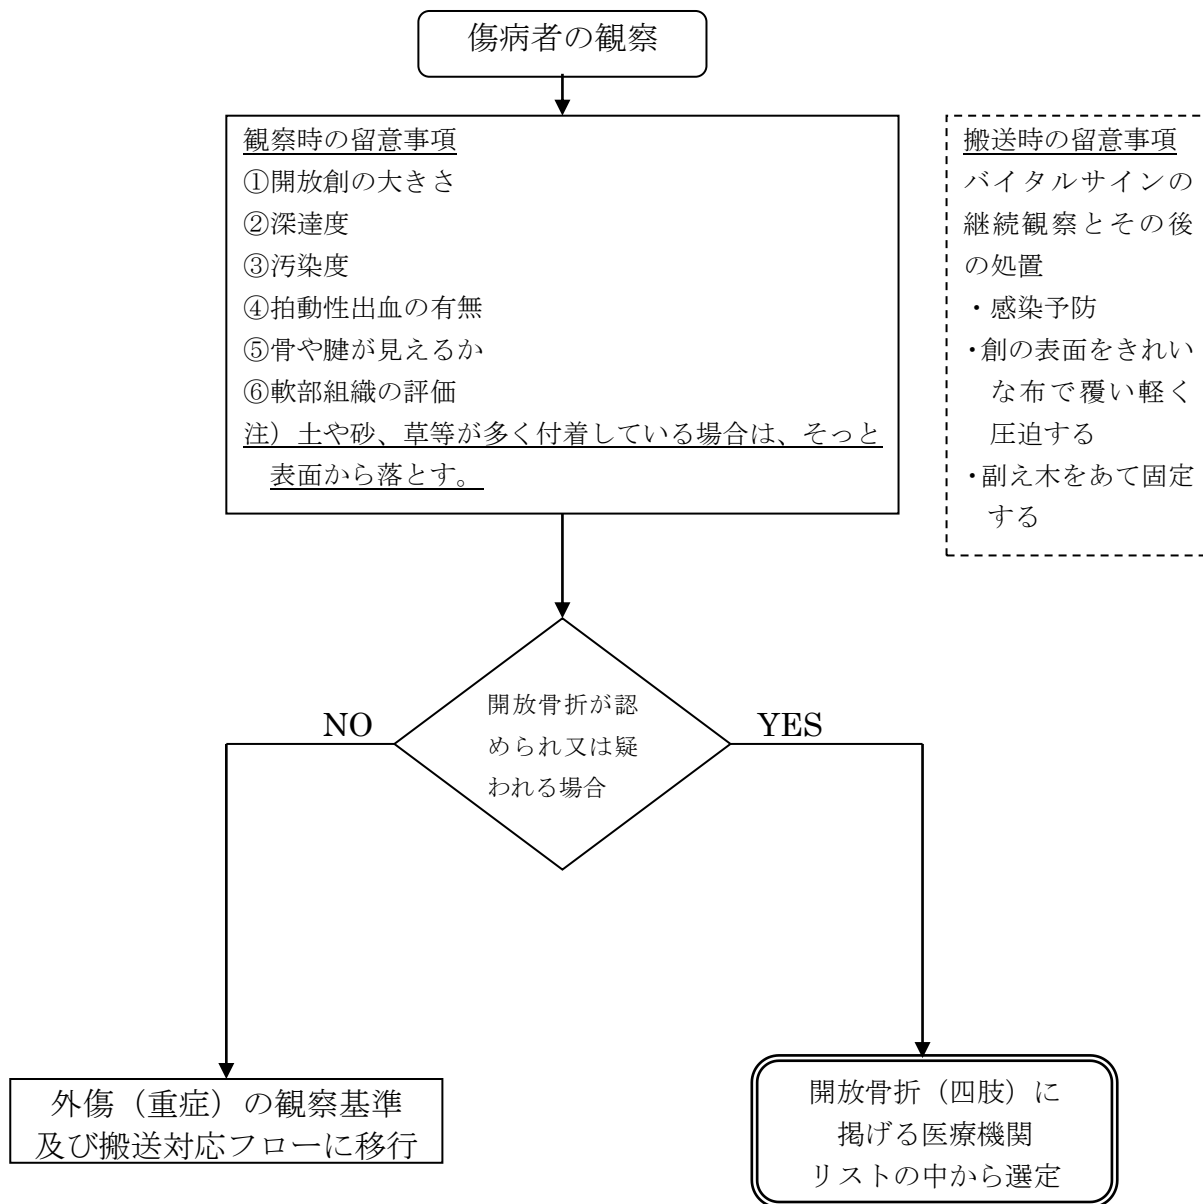 傷病者の観察
観察時の留意事項
①開放創の大きさ
②深達度
③汚染度
④拍動性出血の有無
⑤骨や腱が見えるか
⑥軟部組織の評価
注）土や砂、草等が多く付着している場合は、そっと
表面から落とす。
搬送時の留意事項
バイタルサインの
継続観察とその後
の処置
・感染予防
・創の表面をきれい
な布で覆い軽く
圧迫する
・副え木をあて固定
する
開放骨折が認
められ又は疑
われる場合
NO
YES
外傷（重症）の観察基準
及び搬送対応フローに移行
開放骨折（四肢）に
掲げる医療機関
リストの中から選定